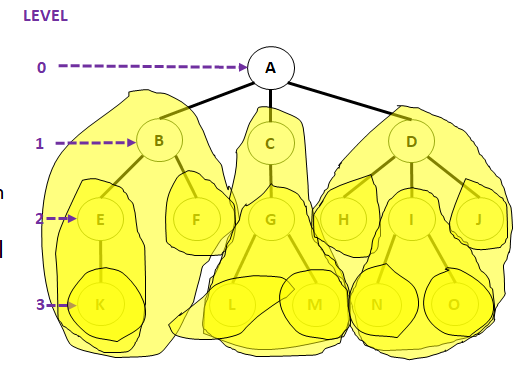 LEVEL
0 A
1 B C D
n
2 E F G H I J
l
3 K L M N O